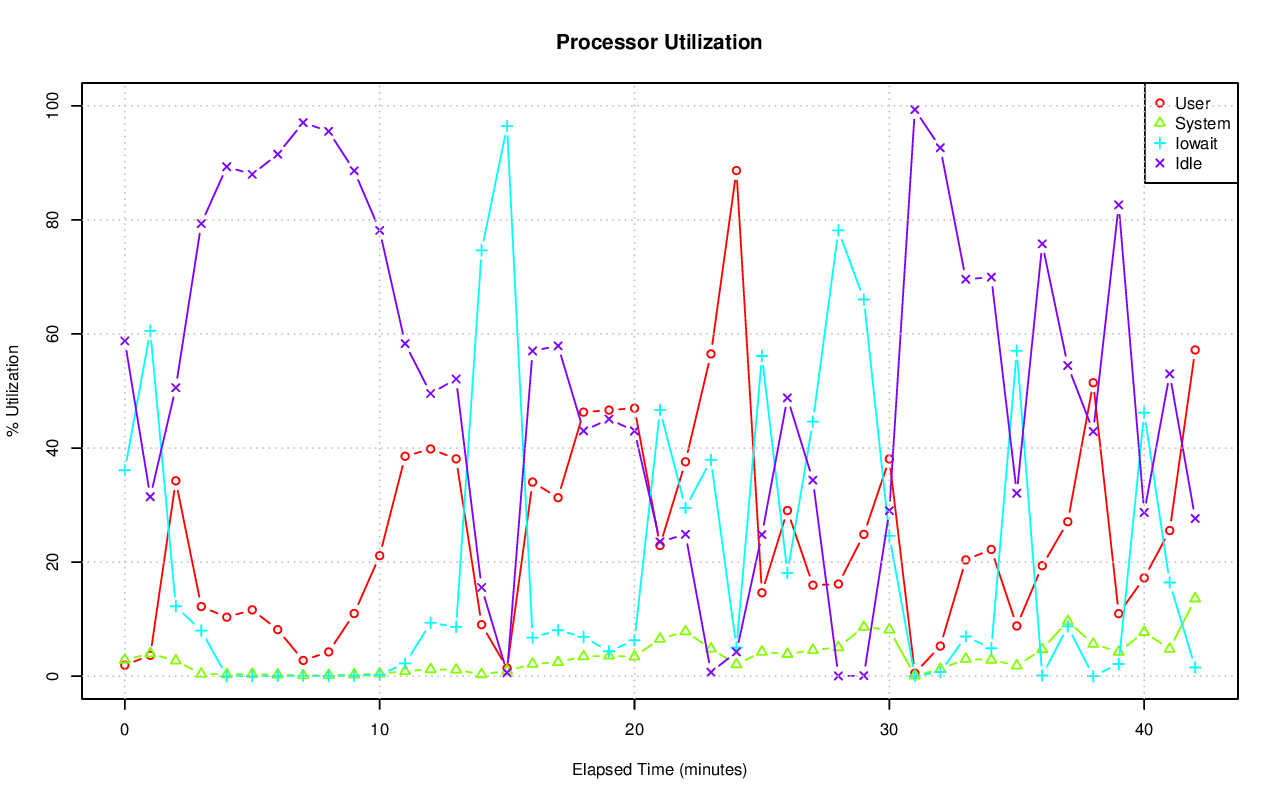 Processor Utilization
User
System
Iowait
Idle
% Utilization
100
80
60
40
20
0
0 10 20 30 40
Elapsed Time (minutes)